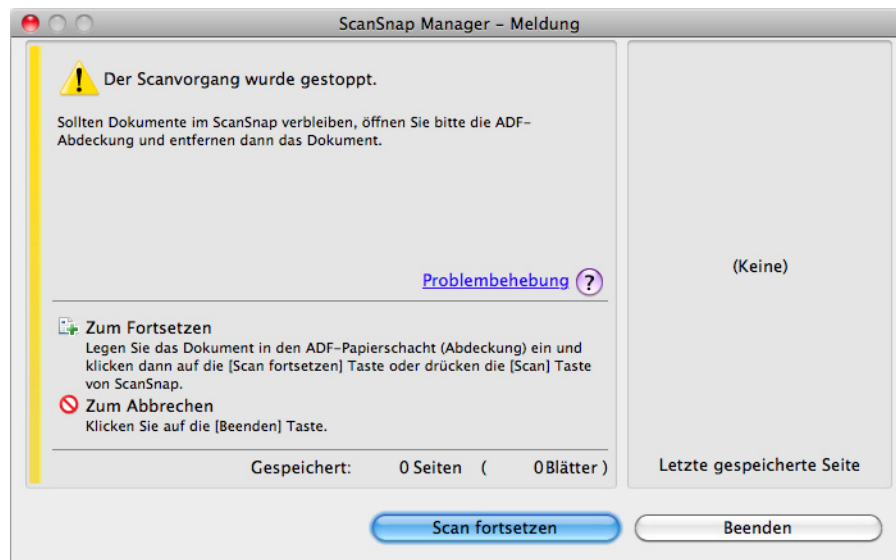 ScanSnap Manager – Meldung
Der Scanvorgang wurde gestoppt.
Sollten Dokumente im ScanSnap verbleiben, öffnen Sie bitte die ADF-
Abdeckung und entfernen dann das Dokument.
Problembehebung ?
Zum Fortsetzen
Legen Sie das Dokument in den ADF-Papierschacht (Abdeckung) ein und
klicken dann auf die [Scan fortsetzen] Taste oder drücken die [Scan] Taste
von ScanSnap.
Zum Abbrechen
Klicken Sie auf die [Beenden] Taste.
Gespeichert: 0 Seiten ( 0Blätter )
(Keine)
Letzte gespeicherte Seite
Scan fortsetzen
Beenden